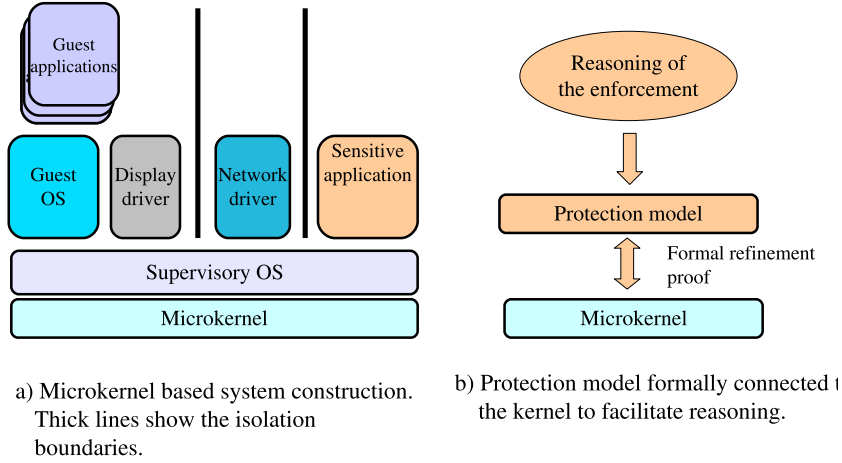 Guest
applications
Guest
OS
Display
driver
Network
driver
Sensitive
application
Supervisory OS
Microkernel
a) Microkernel based system construction.
Thick lines show the isolation
boundaries.
Reasoning of
the enforcement
Protection model
Formal refinement
proof
Microkernel
b) Protection model formally connected
the kernel to facilitate reasoning.